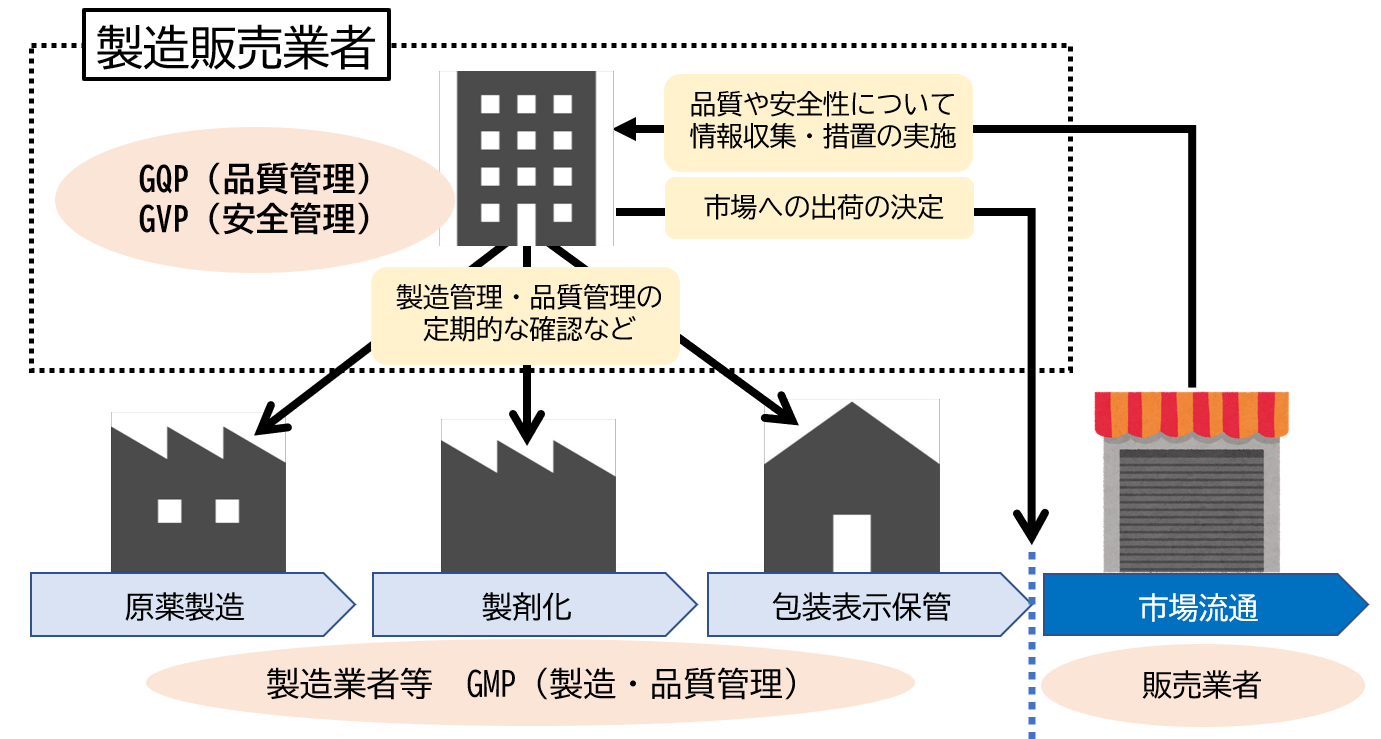 製造販売業者
品質や安全性について
情報収集・措置の実施
GQP（品質管理）
GVP（安全管理）
市場への出荷の決定
製造管理・品質管理の
定期的な確認など
原薬製造
製剤化
包装表示保管
市場流通
製造業者等　GMP（製造・品質管理）
販売業者